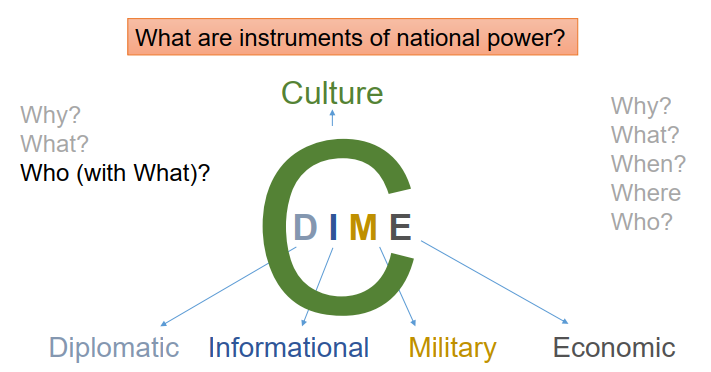 What are instruments of national power?
Culture
Why?
What?
Who (with What)?
Why?
What?
When?
Where
Who?
C
D I M E
Diplomatic Informational Military Economic